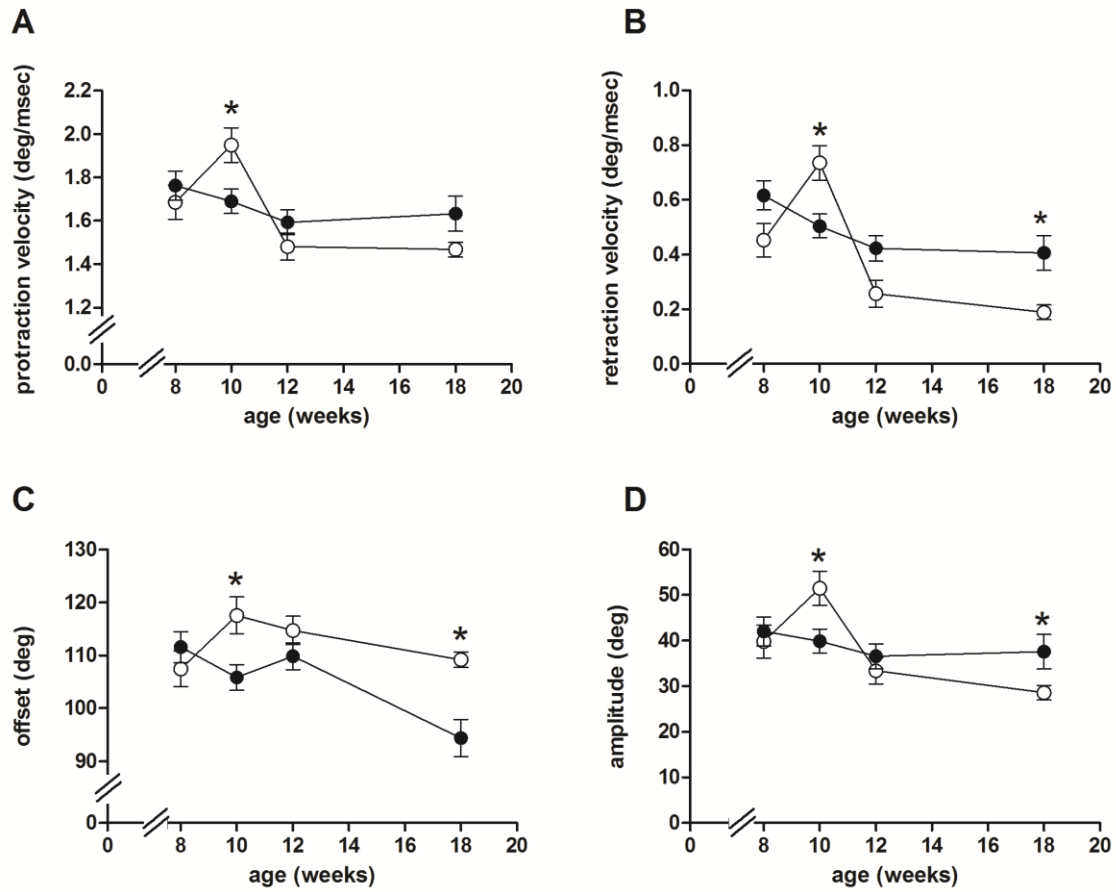 A
protraction velocity (deg/msec)
2.2
2.0
1.8
1.6
1.4
1.2
0.0
*
0 8 10 12 14 16 18 20
age (weeks)
B
retraction velocity (deg/msec)
1.0
0.8
0.6
0.4
0.2
0.0
*
*
0 8 10 12 14 16 18 20
age (weeks)
C
offset (deg)
130
120
110
100
90
0
*
*
0 8 10 12 14 16 18 20
age (weeks)
D
amplitude (deg)
60
50
40
30
20
10
0
*
*
0 8 10 12 14 16 18 20
age (weeks)